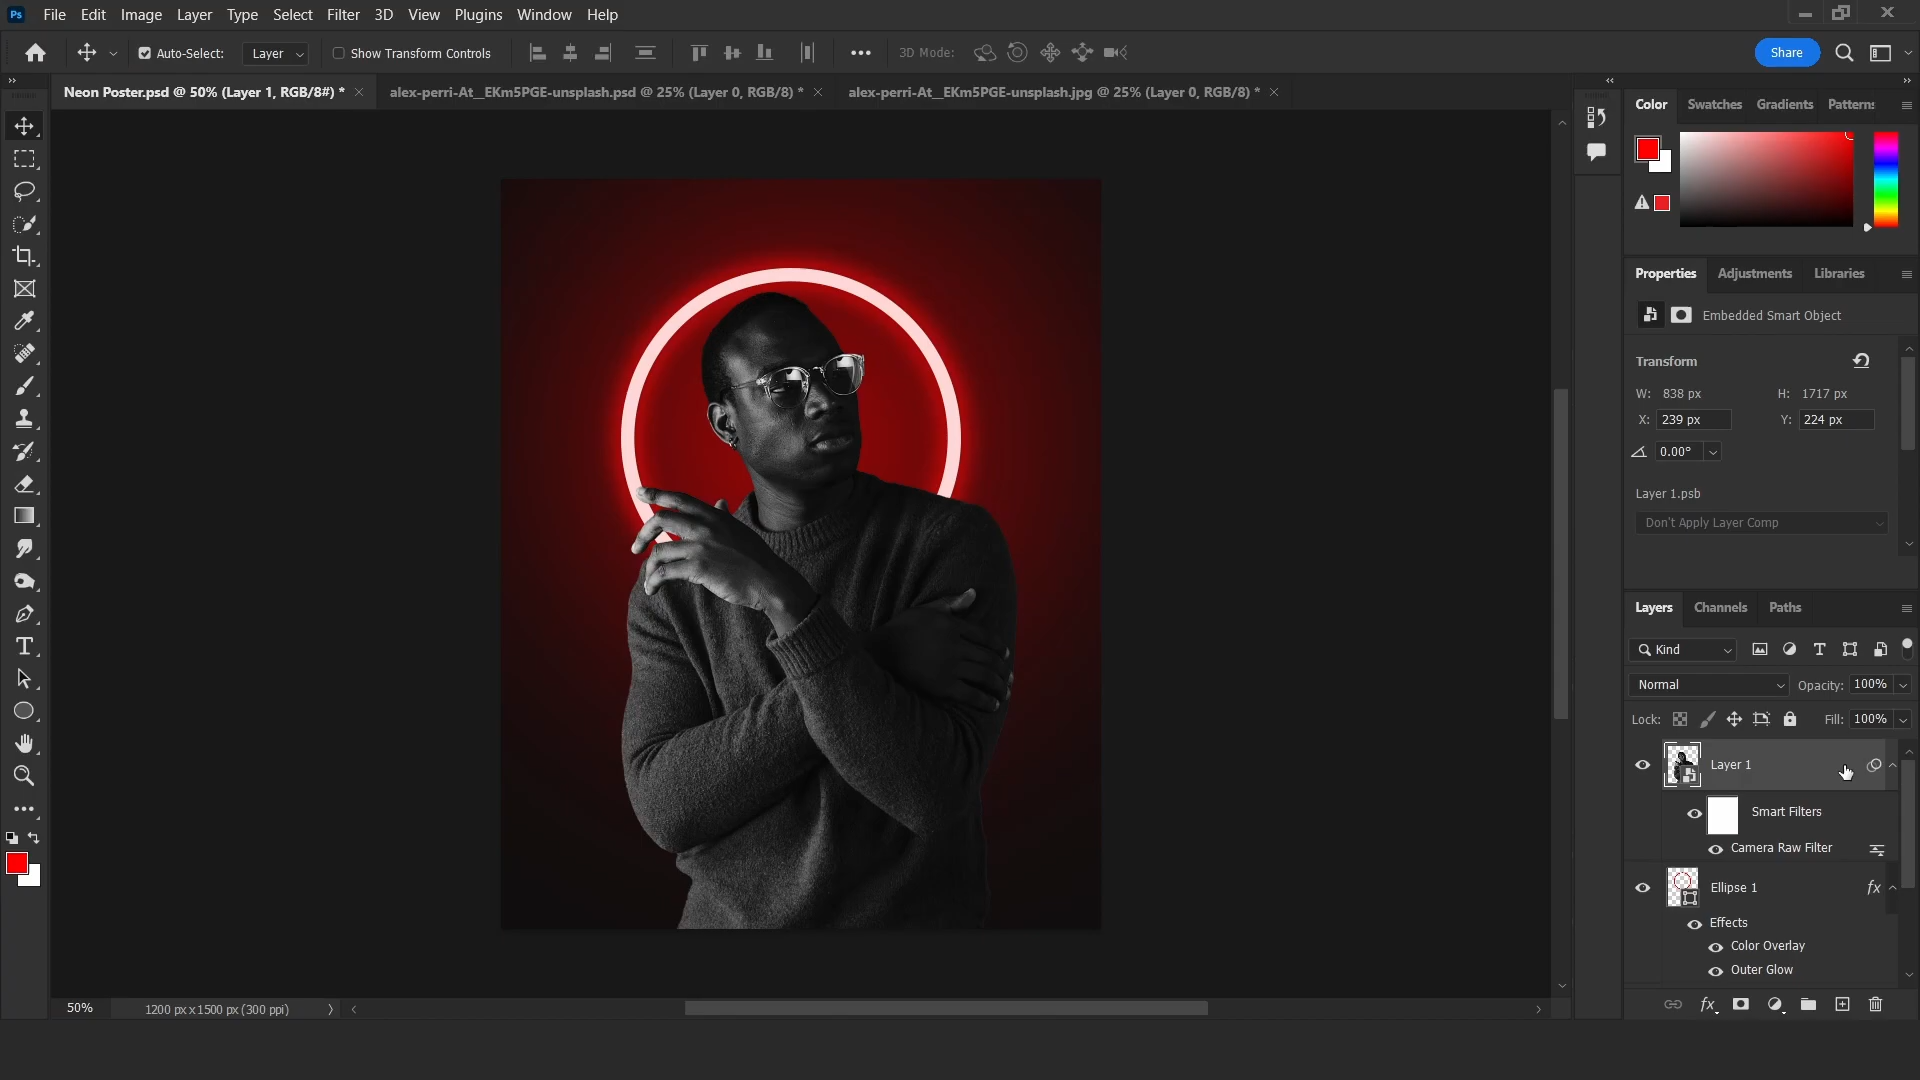 Ps File Edit Image Layer Type Select Filter 3D View Plugins Window Help
Auto-Select: Layer Show Transform Controls 3D Mode: Share
Neon Poster.psd @ 50% (Layer 1, RGB/8#) * alex-perri-At__EKm5PGE-unsplash.psd @ 25% (Layer 0, RGB/8) * alex-perri-At__EKm5PGE-unsplash.jpg @ 25% (Layer 0, RGB/8) *
Color Swatches Gradients Patterns
Properties Adjustments Libraries
Embedded Smart Object
Transform
W: 838 px H: 1717 px
X: 239 px Y: 224 px
0.00°
Layer 1.psb
Don't Apply Layer Comp
Layers Channels Paths
Kind
Normal Opacity: 100%
Lock: Fill: 100%
Layer 1
Smart Filters
Camera Raw Filter
Ellipse 1 fx
Effects
Color Overlay
Outer Glow
fx
50% 1200 px x 1500 px (300 ppi)